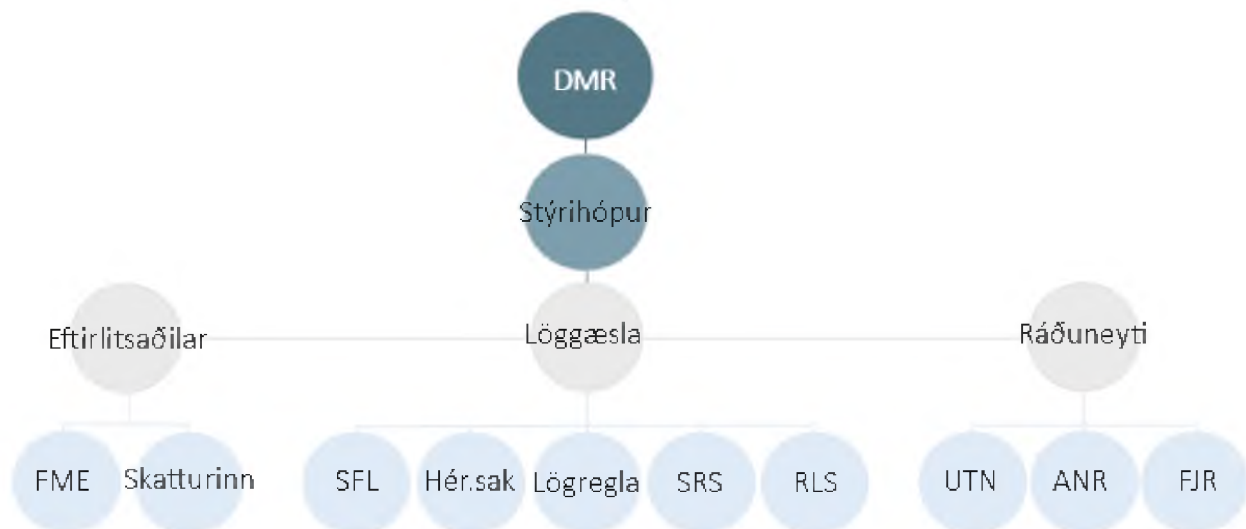 DMR
Stýrihópur
Eftirlitsaðilar
Löggæsla
Ráðuneyti
FME
Skatturinn
SFL
Hér.sak
Lögregla
SRS
RLS
UTN
ANR
FJR